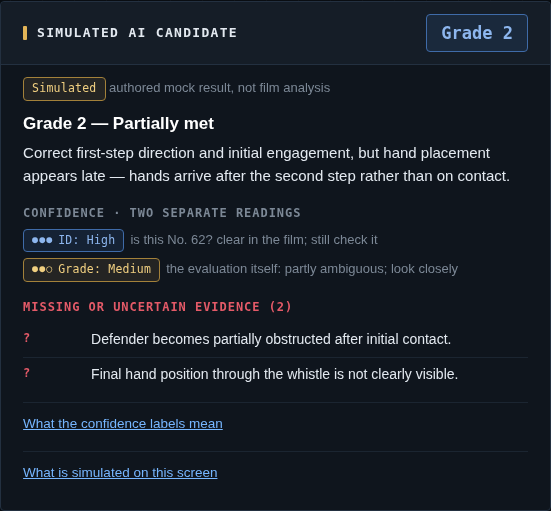 SIMULATED AI CANDIDATE
Grade 2
Simulated authored mock result, not film analysis
Grade 2 — Partially met
Correct first-step direction and initial engagement, but hand placement
appears late — hands arrive after the second step rather than on contact.
CONFIDENCE · TWO SEPARATE READINGS
●●● ID: High is this No. 62? clear in the film; still check it
●●○ Grade: Medium the evaluation itself: partly ambiguous; look closely
MISSING OR UNCERTAIN EVIDENCE (2)
? Defender becomes partially obstructed after initial contact.
? Final hand position through the whistle is not clearly visible.
What the confidence labels mean
What is simulated on this screen